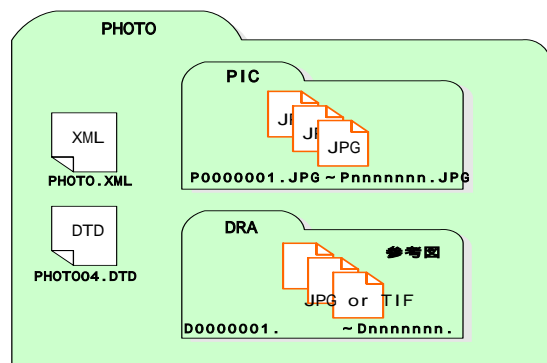 PHOTO
PIC
JPG
P0000001.JPG~Pnnnnnnn.JPG
XML
PHOTO.XML
DTD
PHOTO04.DTD
DRA
参考図
JPG or TIF
D0000001. ~Dnnnnnnn.